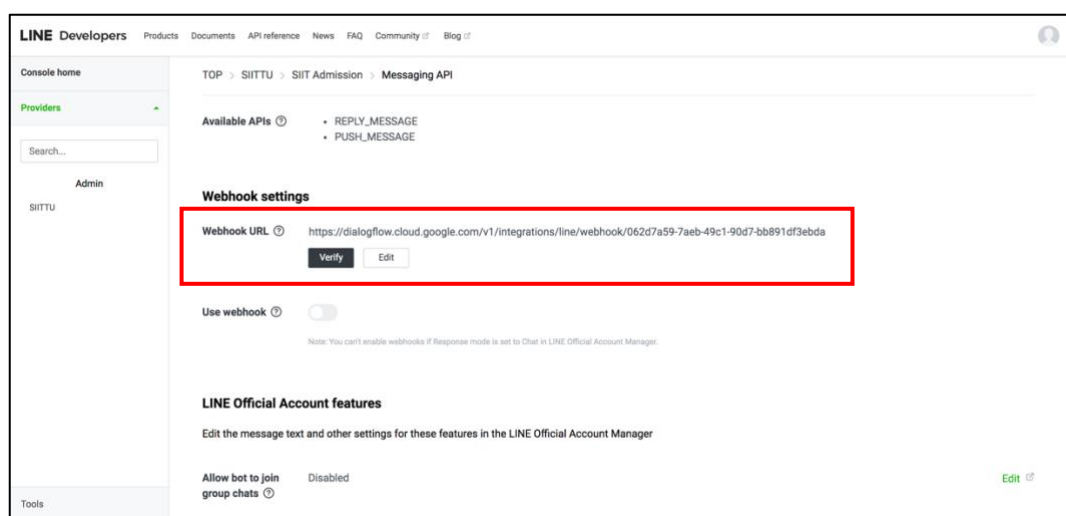 LINE Developers Products Documents API reference News FAQ Community Blog
Console home
TOP > SIITTU > SIIT Admission > Messaging API
Providers
Available APIs
• REPLY_MESSAGE
• PUSH_MESSAGE
Search...
Admin
SIITTU
Webhook settings
Webhook URL https://dialogflow.cloud.google.com/v1/integrations/line/webhook/062d7a59-7aeb-49c1-90d7-bb891df3ebda
Verify Edit
Use webhook
Note: You can't enable webhooks if Response mode is set to Chat in LINE Official Account Manager.
LINE Official Account features
Edit the message text and other settings for these features in the LINE Official Account Manager
Allow bot to join group chats Disabled Edit
Tools